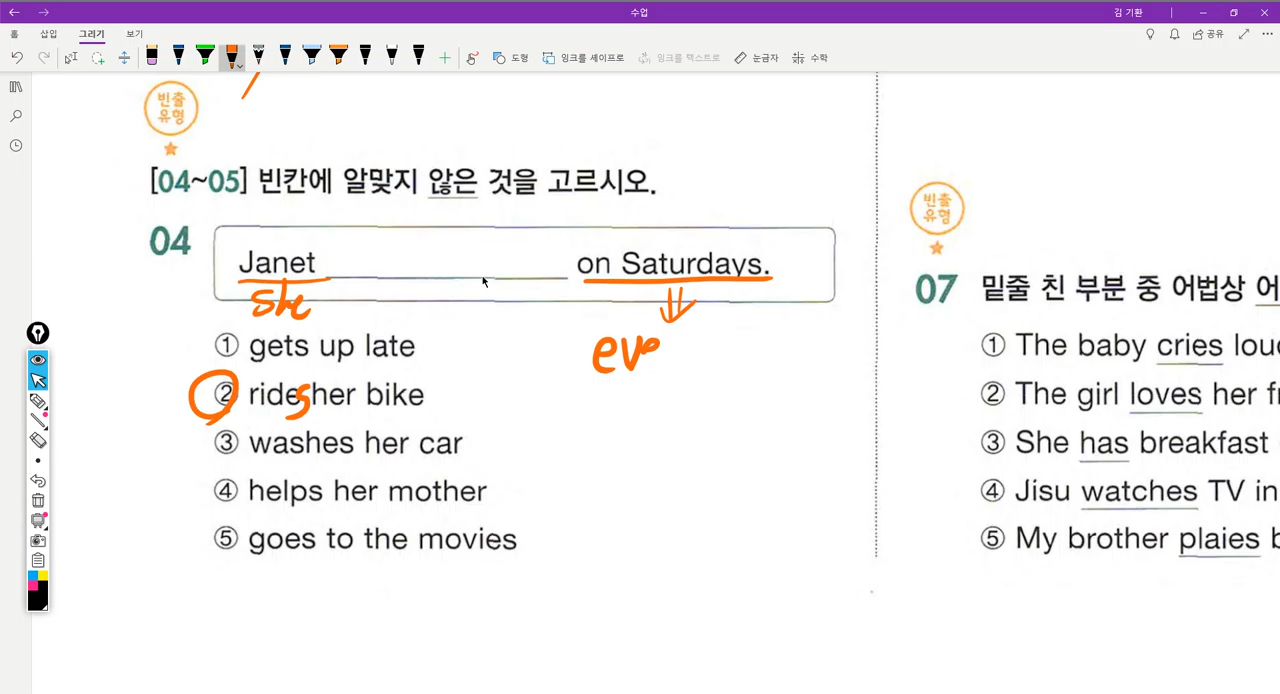 수업
김 기환
홈 삽입 그리기 보기
공유
도형 잉크를 셰이프로 잉크를 텍스트로 눈금자 수학
빈출
유형
[04~05] 빈칸에 알맞지 않은 것을 고르시오.
04
Janet on Saturdays.
she
eve
① gets up late
② ride her bike
s
③ washes her car
④ helps her mother
⑤ goes to the movies
빈출
유형
07 밑줄 친 부분 중 어법상 어
① The baby cries lou
② The girl loves her f
③ She has breakfast
④ Jisu watches TV in
⑤ My brother plaies b